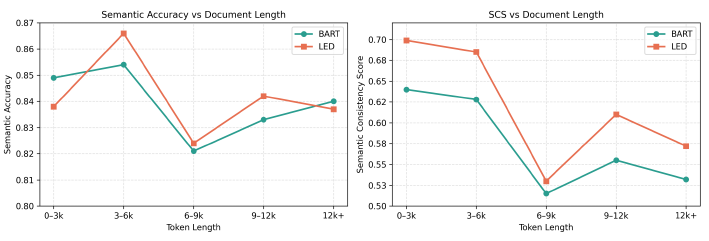 Semantic Accuracy vs Document Length
0.87
0.86
0.85
0.84
0.83
0.82
0.81
0.80
Semantic Accuracy
BART
LED
0–3k
3–6k
6–9k
9–12k
12k+
Token Length
SCS vs Document Length
0.70
0.68
0.65
0.62
0.60
0.58
0.55
0.53
0.50
Semantic Consistency Score
BART
LED
0–3k
3–6k
6–9k
9–12k
12k+
Token Length